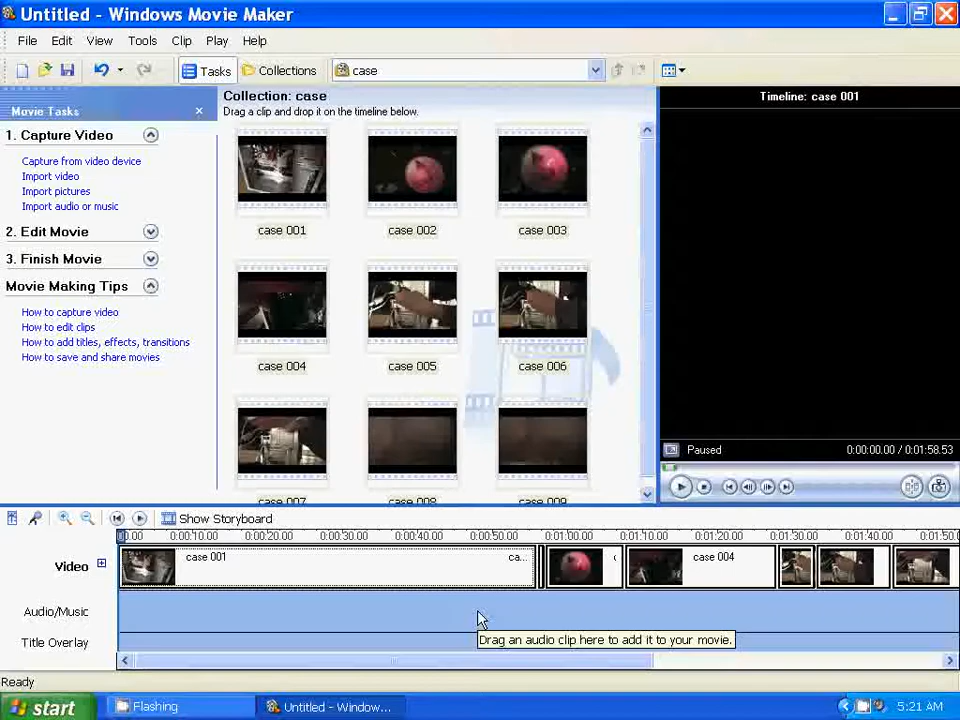 Untitled - Windows Movie Maker
File Edit View Tools Clip Play Help
Tasks Collections case
Movie Tasks
1. Capture Video
Capture from video device
Import video
Import pictures
Import audio or music
2. Edit Movie
3. Finish Movie
Movie Making Tips
How to capture video
How to edit clips
How to add titles, effects, transitions
How to save and share movies
Collection: case
Drag a clip and drop it on the timeline below.
case 001 case 002 case 003
case 004 case 005 case 006
case 007 case 008 case 009
Timeline: case 001
Paused 0:00:00.00 / 0:01:58.53
Show Storyboard
.00 0:00:10.00 0:00:20.00 0:00:30.00 0:00:40.00 0:00:50.00 0:01:00.00 0:01:10.00 0:01:20.00 0:01:30.00 0:01:40.00 0:01:50.0
Video case 001 ca... case 004
Audio/Music
Drag an audio clip here to add it to your movie.
Title Overlay
Ready
start Flashing Untitled - Window... 5:21 AM